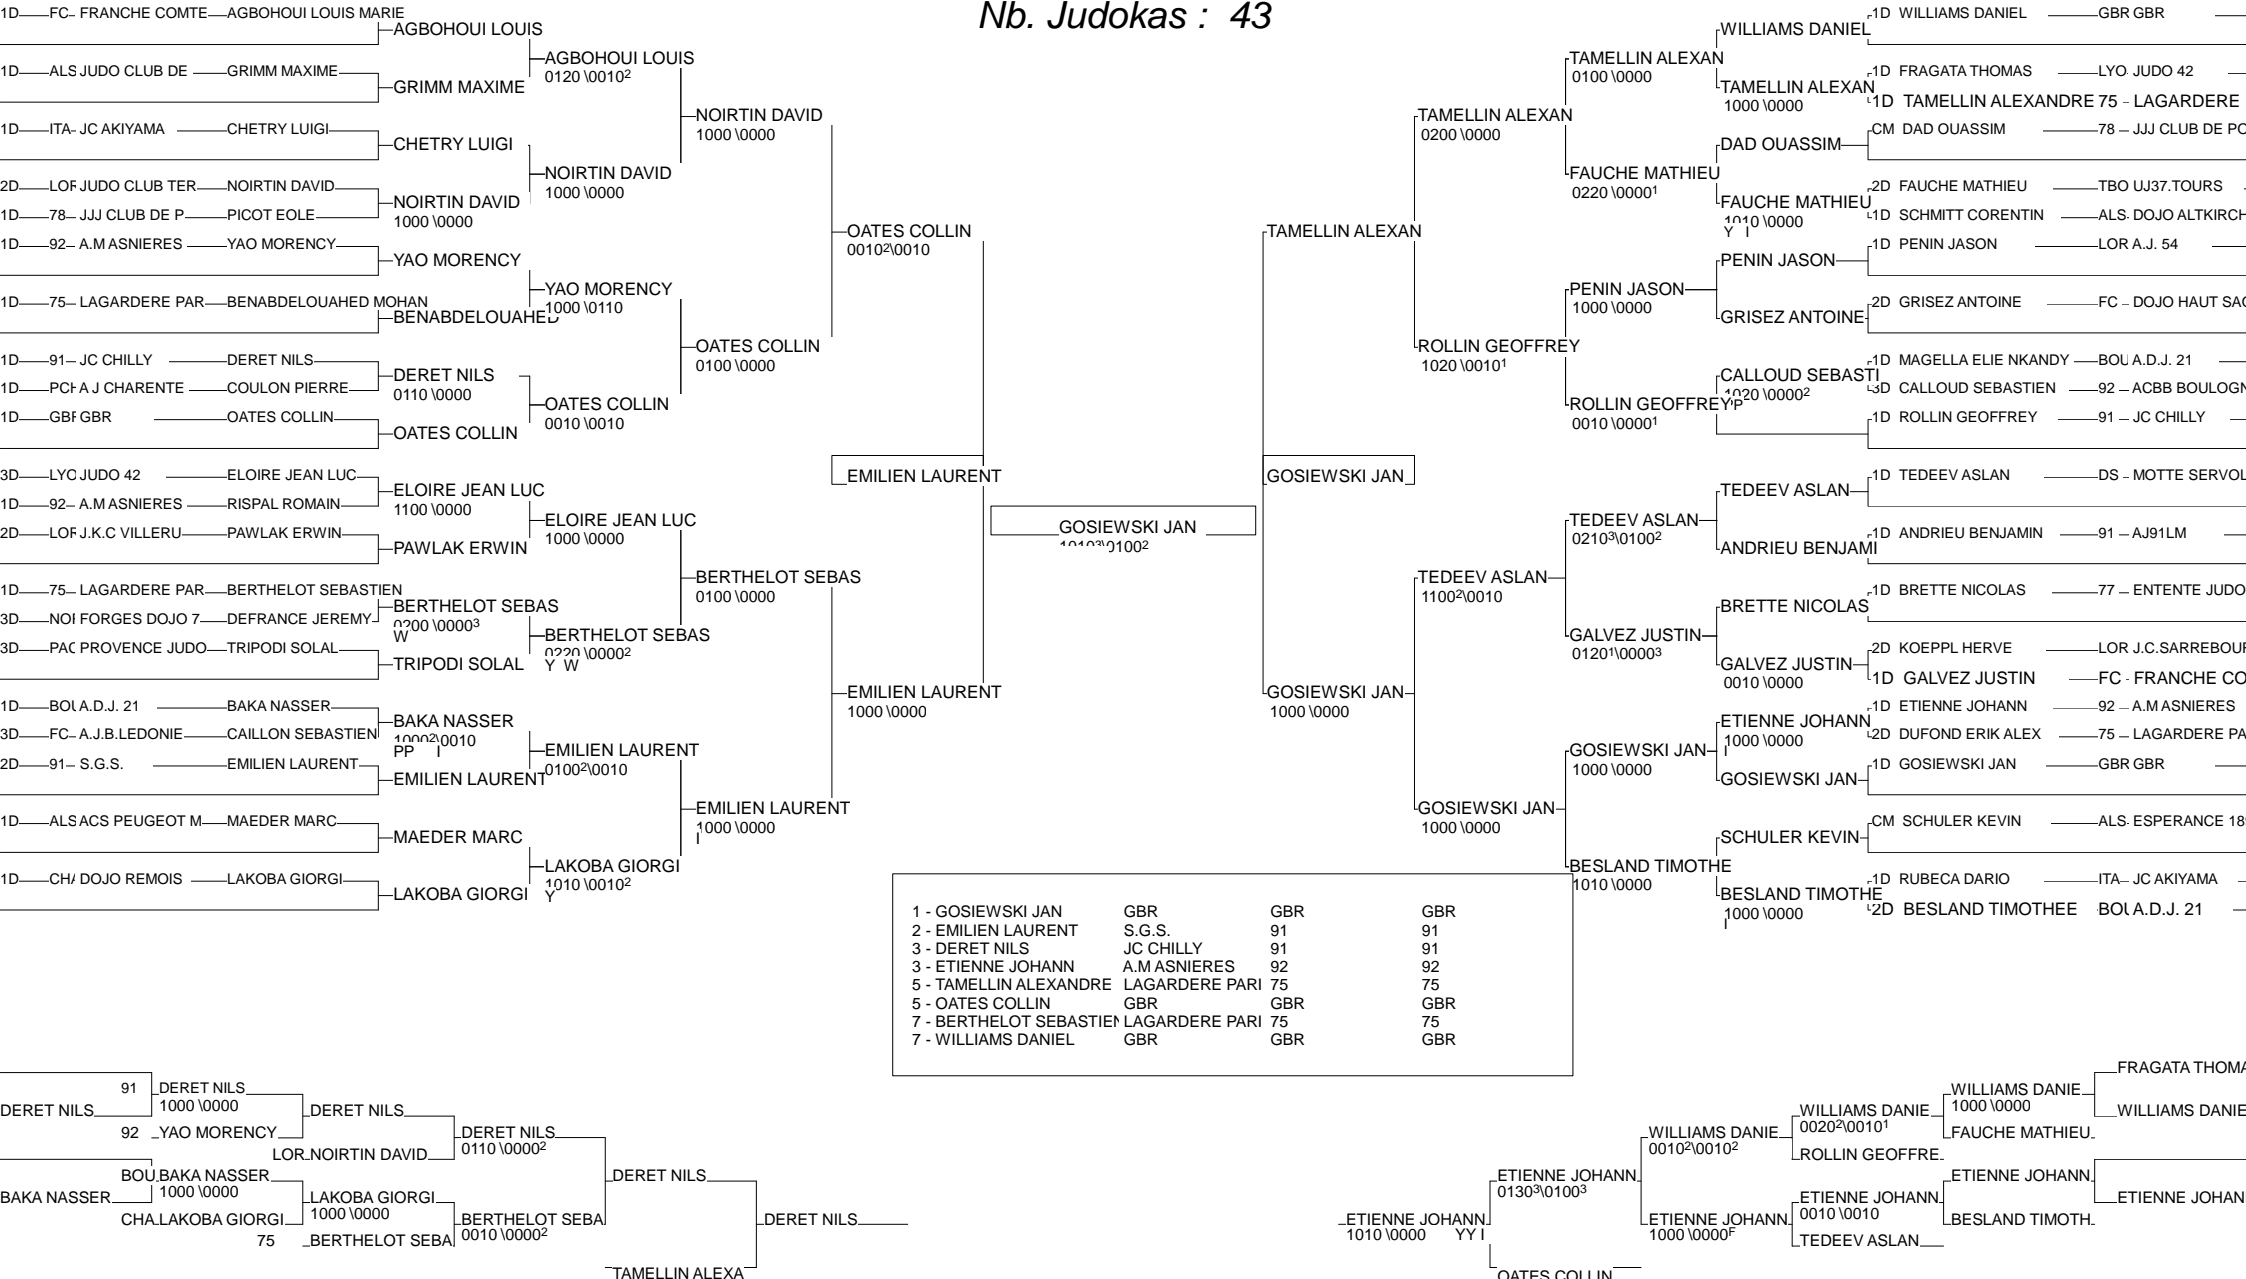 Nb. Judokas : 43
1D FC- FRANCHE COMTE AGBOHOUI LOUIS MARIE
AGBOHOUI LOUIS
1D ALS JUDO CLUB DE GRIMM MAXIME
GRIMM MAXIME
AGBOHOUI LOUIS
0120 \0010²
1D ITA- JC AKIYAMA CHETRY LUIGI
CHETRY LUIGI
2D JUDO CLUB TER NOIRTIN DAVID
1D 78- JJJ CLUB DE P PICOT EOLE
NOIRTIN DAVID
1000 \0000
NOIRTIN DAVID
1000 \0000
NOIRTIN DAVID
1000 \0000
1D 92- A.M ASNIERES YAO MORENCY
YAO MORENCY
1D 75- LAGARDERE PAR BENABDELOUAHED MOHAN
BENABDELOUAHED
YAO MORENCY
1000 \0110
1D 91- JC CHILLY DERET NILS
1D A J CHARENTE COULON PIERRE
DERET NILS
0110 \0000
1D GBR OATES COLLIN
OATES COLLIN
OATES COLLIN
0010 \0010
OATES COLLIN
0100 \0000
OATES COLLIN
0010²\0010
3D JUDO 42 ELOIRE JEAN LUC
1D 92- A.M ASNIERES RISPAL ROMAIN
ELOIRE JEAN LUC
1100 \0000
2D J.K.C VILLERU PAWLAK ERWIN
PAWLAK ERWIN
ELOIRE JEAN LUC
1000 \0000
1D 75- LAGARDERE PAR BERTHELOT SEBASTIEN
3D FORGES DOJO 7 DEFRANCE JEREMY
BERTHELOT SEBAS
0200 \0000³
W
3D PROVENCE JUDO TRIPODI SOLAL
TRIPODI SOLAL
BERTHELOT SEBAS
0220 \0000²
Y W
BERTHELOT SEBAS
0100 \0000
1D A.D.J. 21 BAKA NASSER
3D FC- A.J.B.LEDONIE CAILLON SEBASTIEN
BAKA NASSER
1000²\0010
PP I
2D 91- S.G.S. EMILIEN LAURENT
EMILIEN LAURENT
EMILIEN LAURENT
0100²\0010
1D ALS ACS PEUGEOT M MAEDER MARC
MAEDER MARC
1D DOJO REMOIS LAKOBA GIORGI
LAKOBA GIORGI
LAKOBA GIORGI
1010 \0010²
Y
EMILIEN LAURENT
1000 \0000
I
EMILIEN LAURENT
1000 \0000
EMILIEN LAURENT
GOSIEWSKI JAN
1010³\0100²
GOSIEWSKI JAN
TAMELLIN ALEXAN
TAMELLIN ALEXAN
0200 \0000
TAMELLIN ALEXAN
0100 \0000
WILLIAMS DANIEL
1D WILLIAMS DANIEL GBR GBR
TAMELLIN ALEXAN
1000 \0000
1D FRAGATA THOMAS LYO JUDO 42
1D TAMELLIN ALEXANDRE 75 - LAGARDERE
FAUCHE MATHIEU
0220 \0000¹
DAD OUASSIM
CM DAD OUASSIM 78 - JJJ CLUB DE PO
FAUCHE MATHIEU
1010 \0000
Y I
2D FAUCHE MATHIEU TBO UJ37.TOURS
1D SCHMITT CORENTIN ALS- DOJO ALTKIRCH
ROLLIN GEOFFREY
1020 \0010¹
PENIN JASON
1000 \0000
PENIN JASON
1D PENIN JASON LOR A.J. 54
GRISEZ ANTOINE
2D GRISEZ ANTOINE FC - DOJO HAUT SAO
ROLLIN GEOFFREY
0010 \0000¹
CALLOUD SEBASTI
1020 \0000²
P
1D MAGELLA ELIE NKANDY BOU A.D.J. 21
3D CALLOUD SEBASTIEN 92 - ACBB BOULOGN
1D ROLLIN GEOFFREY 91 - JC CHILLY
GOSIEWSKI JAN
1000 \0000
TEDEEV ASLAN
1100²\0010
TEDEEV ASLAN
0210³\0100²
TEDEEV ASLAN
1D TEDEEV ASLAN DS - MOTTE SERVOL
ANDRIEU BENJAMI
1D ANDRIEU BENJAMIN 91 - AJ91LM
GALVEZ JUSTIN
0120¹\0000³
BRETTE NICOLAS
1D BRETTE NICOLAS 77 - ENTENTE JUDO
GALVEZ JUSTIN
0010 \0000
2D KOEPPL HERVE LOR J.C.SARREBOUR
1D GALVEZ JUSTIN FC - FRANCHE CO
GOSIEWSKI JAN
1000 \0000
GOSIEWSKI JAN
1000 \0000
ETIENNE JOHANN
1000 \0000
I
1D ETIENNE JOHANN 92 - A.M ASNIERES
2D DUFOND ERIK ALEX 75 - LAGARDERE PA
GOSIEWSKI JAN
1D GOSIEWSKI JAN GBR GBR
BESLAND TIMOTHE
1010 \0000
SCHULER KEVIN
CM SCHULER KEVIN ALS- ESPERANCE 18
BESLAND TIMOTHE
1000 \0000
I
1D RUBECA DARIO ITA- JC AKIYAMA
2D BESLAND TIMOTHEE BOU A.D.J. 21
1 - GOSIEWSKI JAN GBR GBR GBR
2 - EMILIEN LAURENT S.G.S. 91 91
3 - DERET NILS JC CHILLY 91 91
3 - ETIENNE JOHANN A.M ASNIERES 92 92
5 - TAMELLIN ALEXANDRE LAGARDERE PARI 75 75
5 - OATES COLLIN GBR GBR GBR
7 - BERTHELOT SEBASTIEN LAGARDERE PARI 75 75
7 - WILLIAMS DANIEL GBR GBR GBR
DERET NILS
91 DERET NILS
1000 \0000
92 YAO MORENCY
DERET NILS
LOR NOIRTIN DAVID
DERET NILS
0110 \0000²
BAKA NASSER
BOU BAKA NASSER
1000 \0000
CHA LAKOBA GIORGI
LAKOBA GIORGI
1000 \0000
75 BERTHELOT SEBA
BERTHELOT SEBA
0010 \0000²
DERET NILS
TAMELLIN ALEXA
DERET NILS
ETIENNE JOHANN
1010 \0000 YY I
ETIENNE JOHANN
0130³\0100³
OATES COLLIN
WILLIAMS DANIE
0010²\0010²
WILLIAMS DANIE
0020²\0010¹
ROLLIN GEOFFRE
WILLIAMS DANIE
1000 \0000
FAUCHE MATHIEU
FRAGATA THOMA
WILLIAMS DANIE
ETIENNE JOHANN
1000 \0000F
ETIENNE JOHANN
0010 \0010
TEDEEV ASLAN
ETIENNE JOHANN
BESLAND TIMOTH
ETIENNE JOHAN